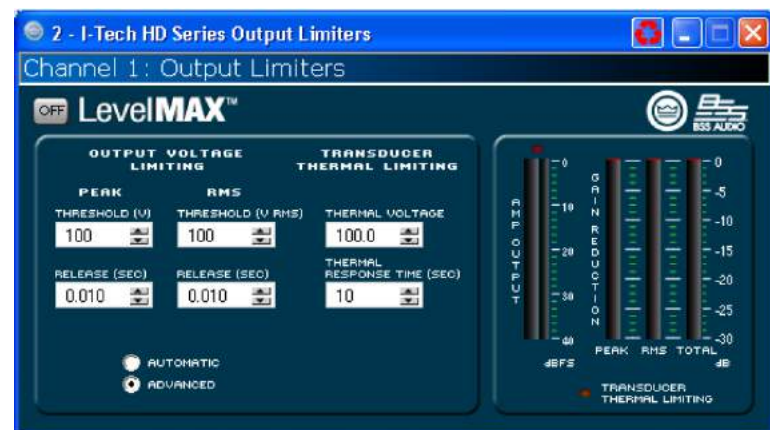 2 - I-Tech HD Series Output Limiters
Channel 1: Output Limiters
OFF LevelMAX™
BSS AUDIO
OUTPUT VOLTAGE LIMITING
PEAK
RMS
THRESHOLD (V)
100
THRESHOLD (V RMS)
100
RELEASE (SEC)
0.010
RELEASE (SEC)
0.010
TRANSDUCER THERMAL LIMITING
THERMAL VOLTAGE
100.0
THERMAL
RESPONSE TIME (SEC)
10
AUTOMATIC
ADVANCED
AMP OUTPUT
0
10
20
30
40
dBFS
GAIN REDUCTION
0
-5
-10
-15
-20
-25
-30
PEAK RMS TOTAL
dB
TRANSDUCER
THERMAL LIMITING